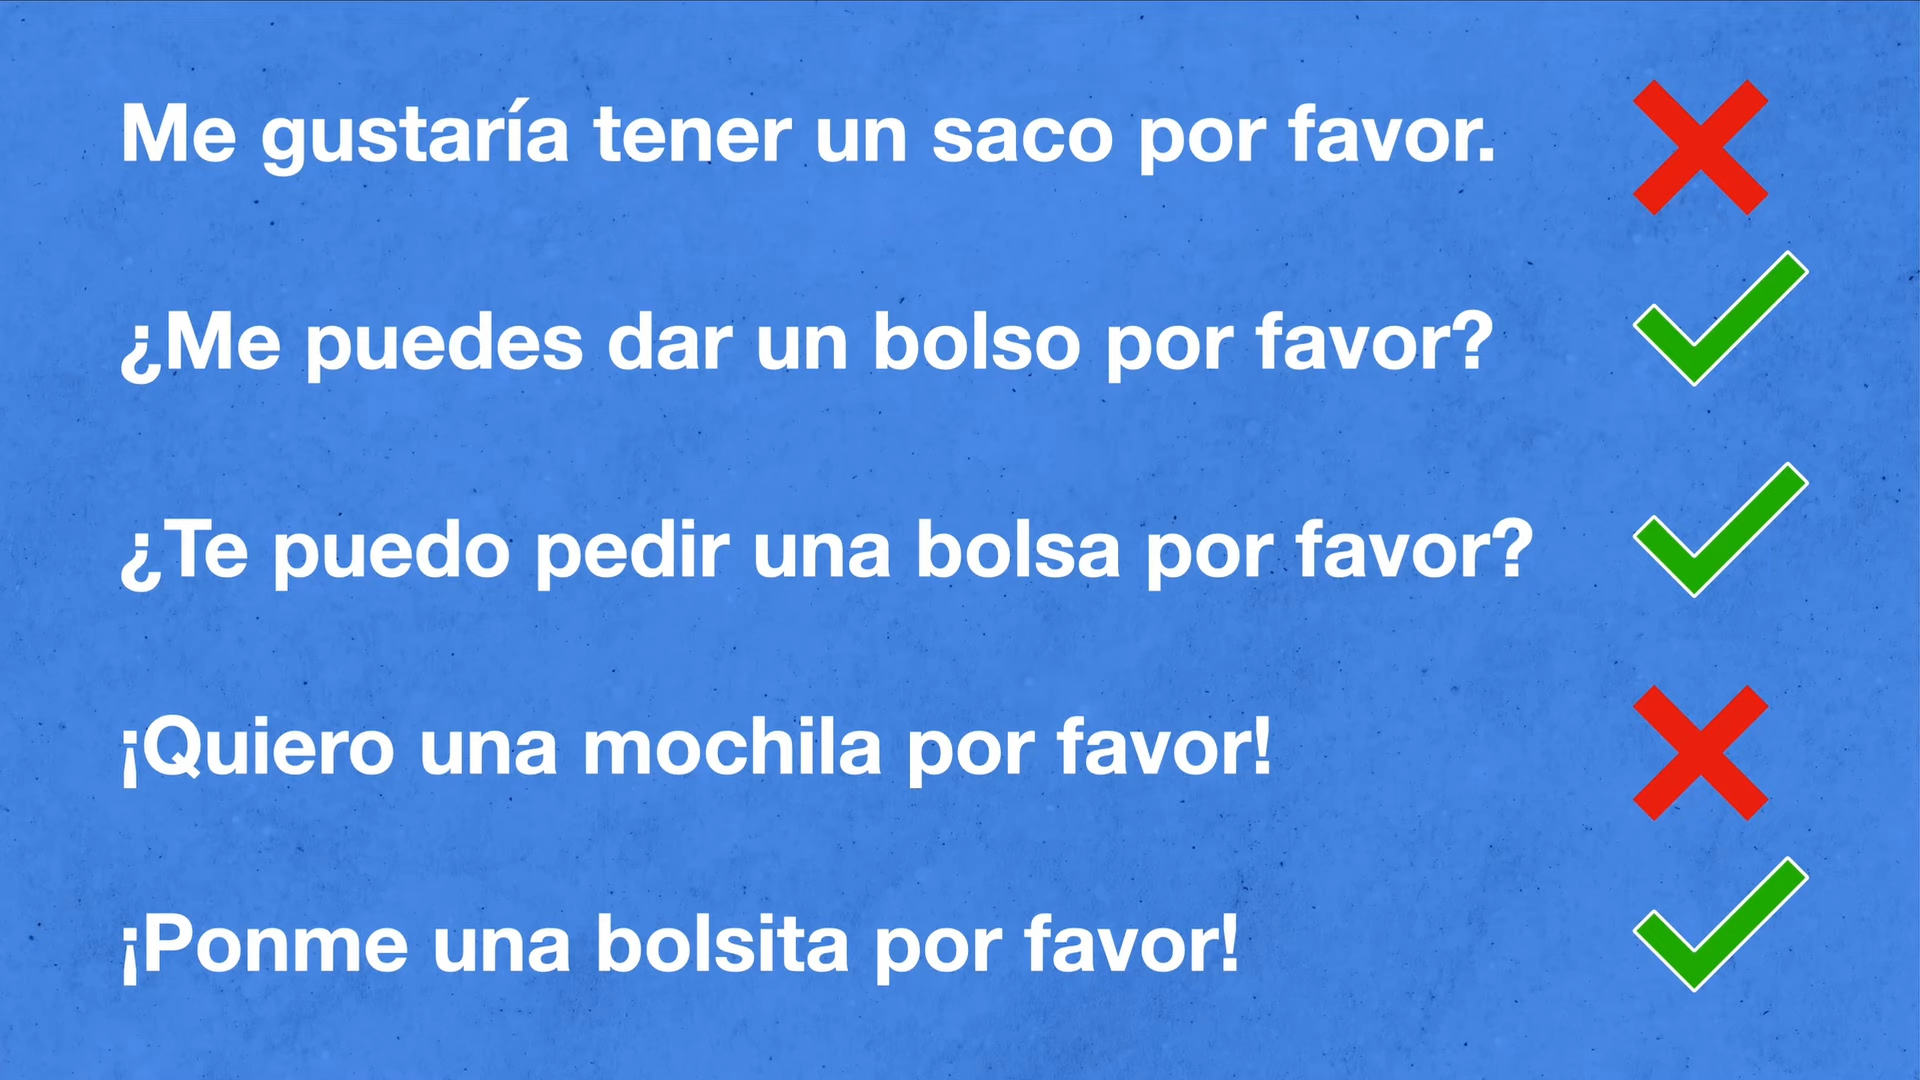 Me gustaría tener un saco por favor.
¿Me puedes dar un bolso por favor?
¿Te puedo pedir una bolsa por favor?
¡Quiero una mochila por favor!
¡Ponme una bolsita por favor!